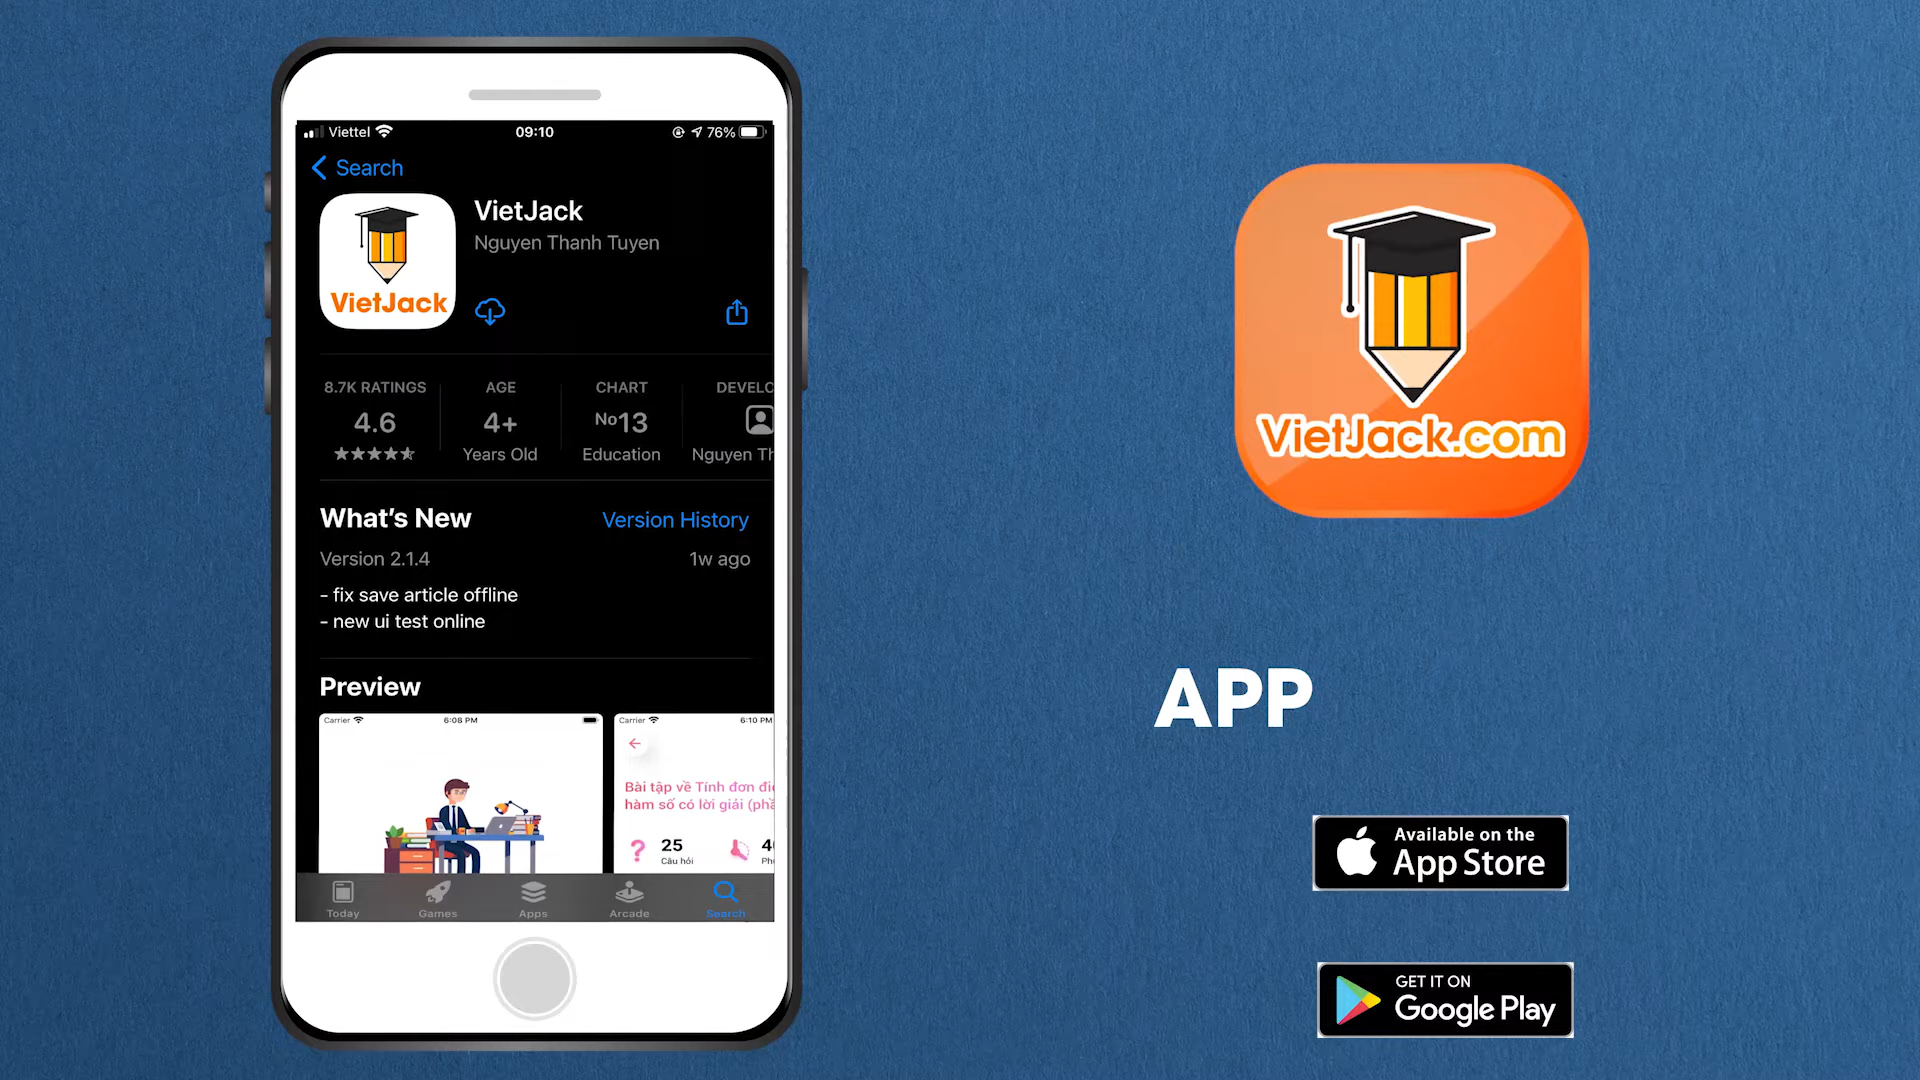 Viettel
09:10
76%
Search
VietJack
VietJack
Nguyen Thanh Tuyen
8.7K RATINGS
4.6
AGE
4+
Years Old
CHART
No13
Education
DEVELO
Nguyen Th
What's New
Version History
Version 2.1.4
1w ago
- fix save article offline
- new ui test online
Preview
Carrier
6:08 PM
Carrier
6:10 PM
Bài tập về Tính đơn điệ
hàm số có lời giải (phầ
25
Câu hỏi
Today
Games
Apps
Arcade
Search
VietJack.com
APP
Available on the
App Store
GET IT ON
Google Play